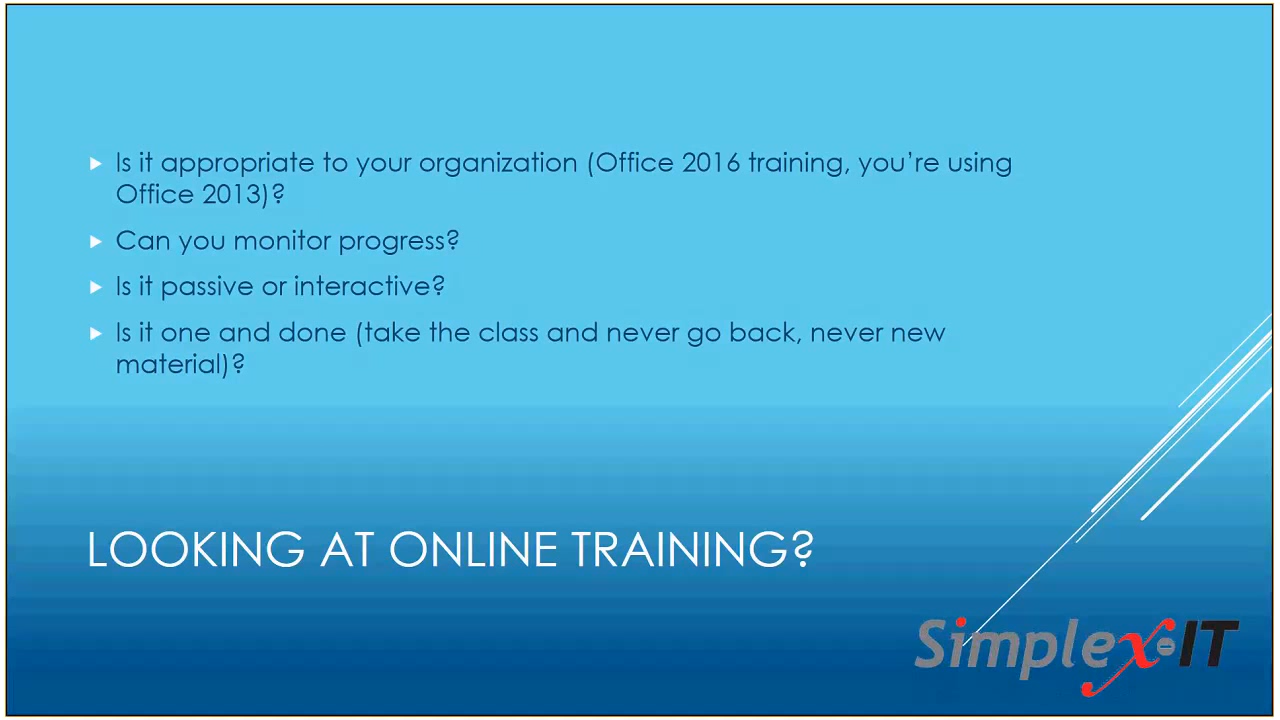 Is it appropriate to your organization (Office 2016 training, you’re using
Office 2013)?
Can you monitor progress?
Is it passive or interactive?
Is it one and done (take the class and never go back, never new
material)?
LOOKING AT ONLINE TRAINING?
Simplex-IT